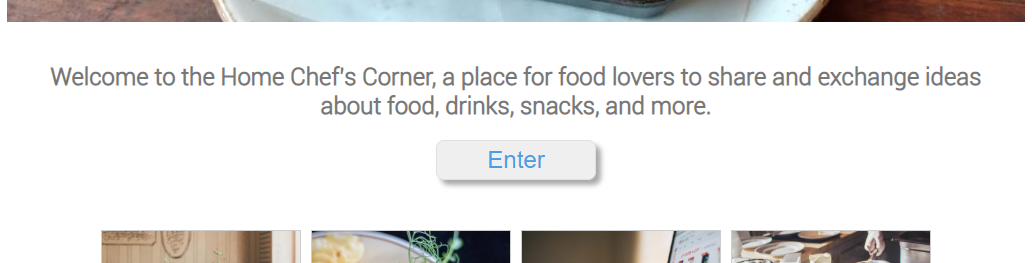 Welcome to the Home Chef's Corner, a place for food lovers to share and exchange ideas
about food, drinks, snacks, and more.
Enter